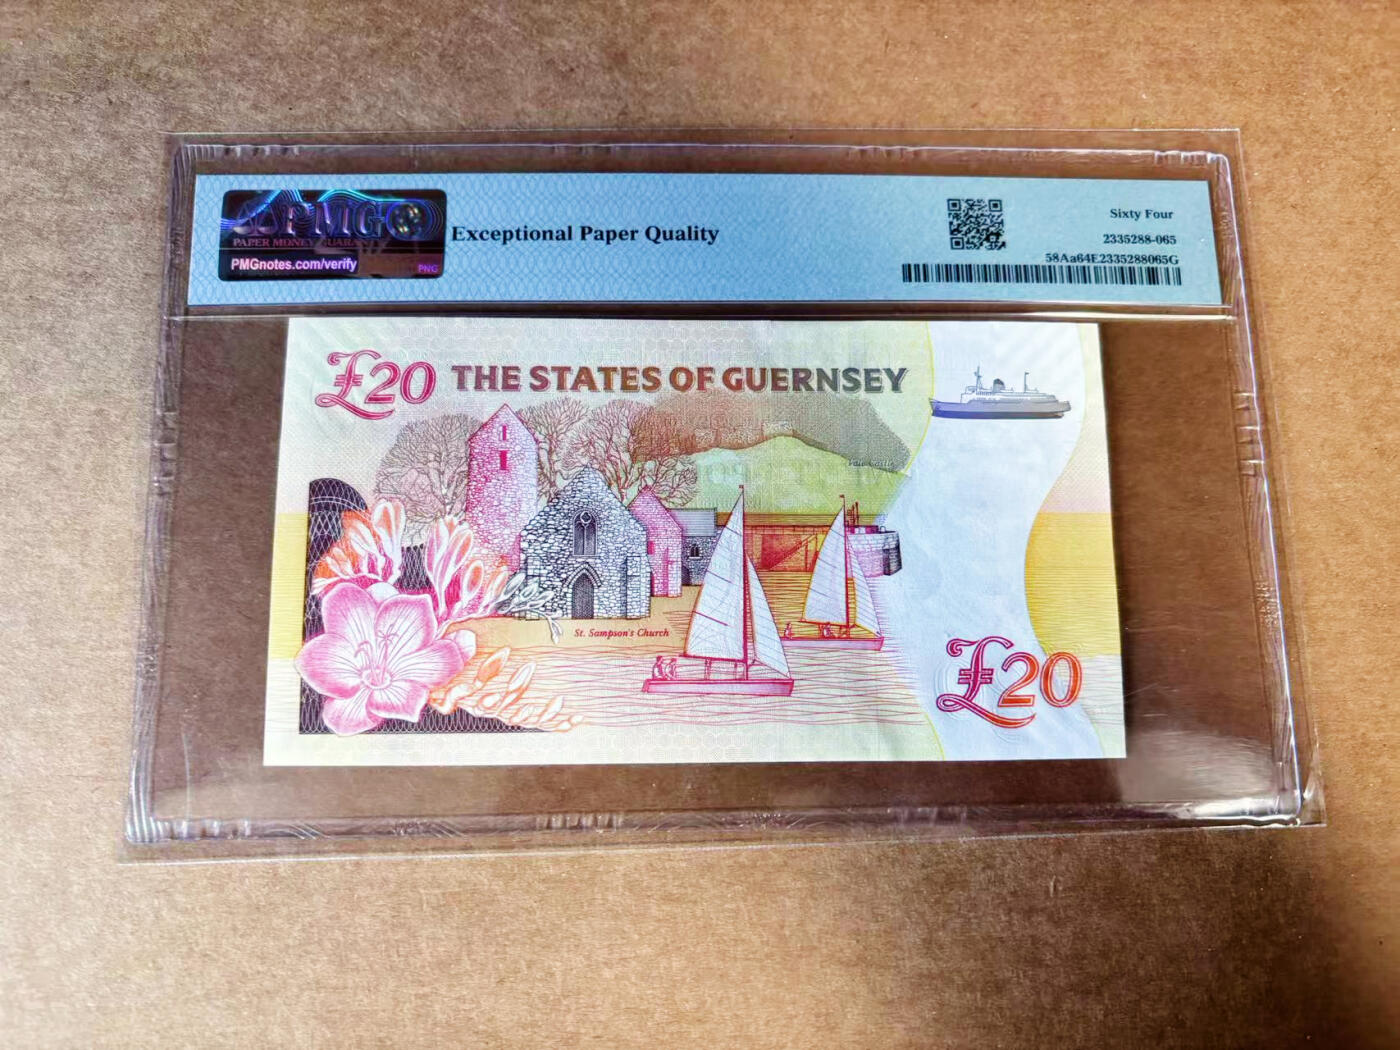 PMG
PAPER MONEY GUARANTY
PMGnotes.com/verify
PNG
Exceptional Paper Quality
Sixty Four
2335288-065
58Aa64E2335288065G
£20 THE STATES OF GUERNSEY
Vale Castle
St. Sampson's Church
£20